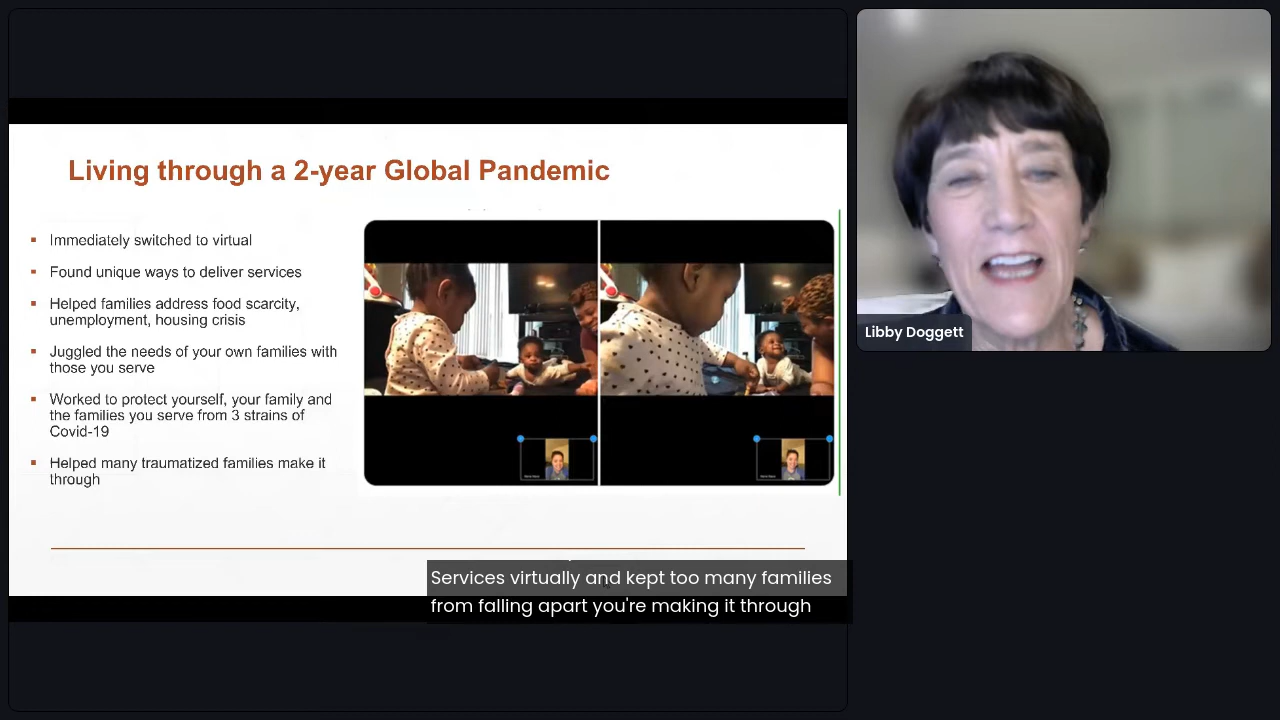 Living through a 2-year Global Pandemic
Immediately switched to virtual
Found unique ways to deliver services
Helped families address food scarcity,
unemployment, housing crisis
Juggled the needs of your own families with
those you serve
Worked to protect yourself, your family and
the families you serve from 3 strains of
Covid-19
Helped many traumatized families make it
through
Services virtually and kept too many families
from falling apart you're making it through
Libby Doggett